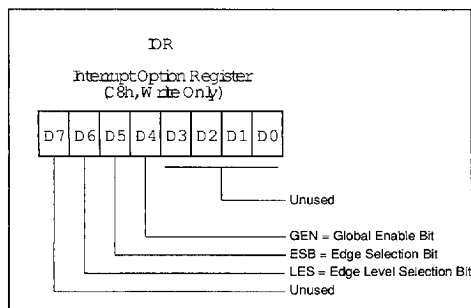 IOR
Interrupt Option Register
(C8h, Write Only)
D7 D6 D5 D4 D3 D2 D1 D0
Unused
GEN = Global Enable Bit
ESB = Edge Selection Bit
LES = Edge Level Selection Bit
Unused